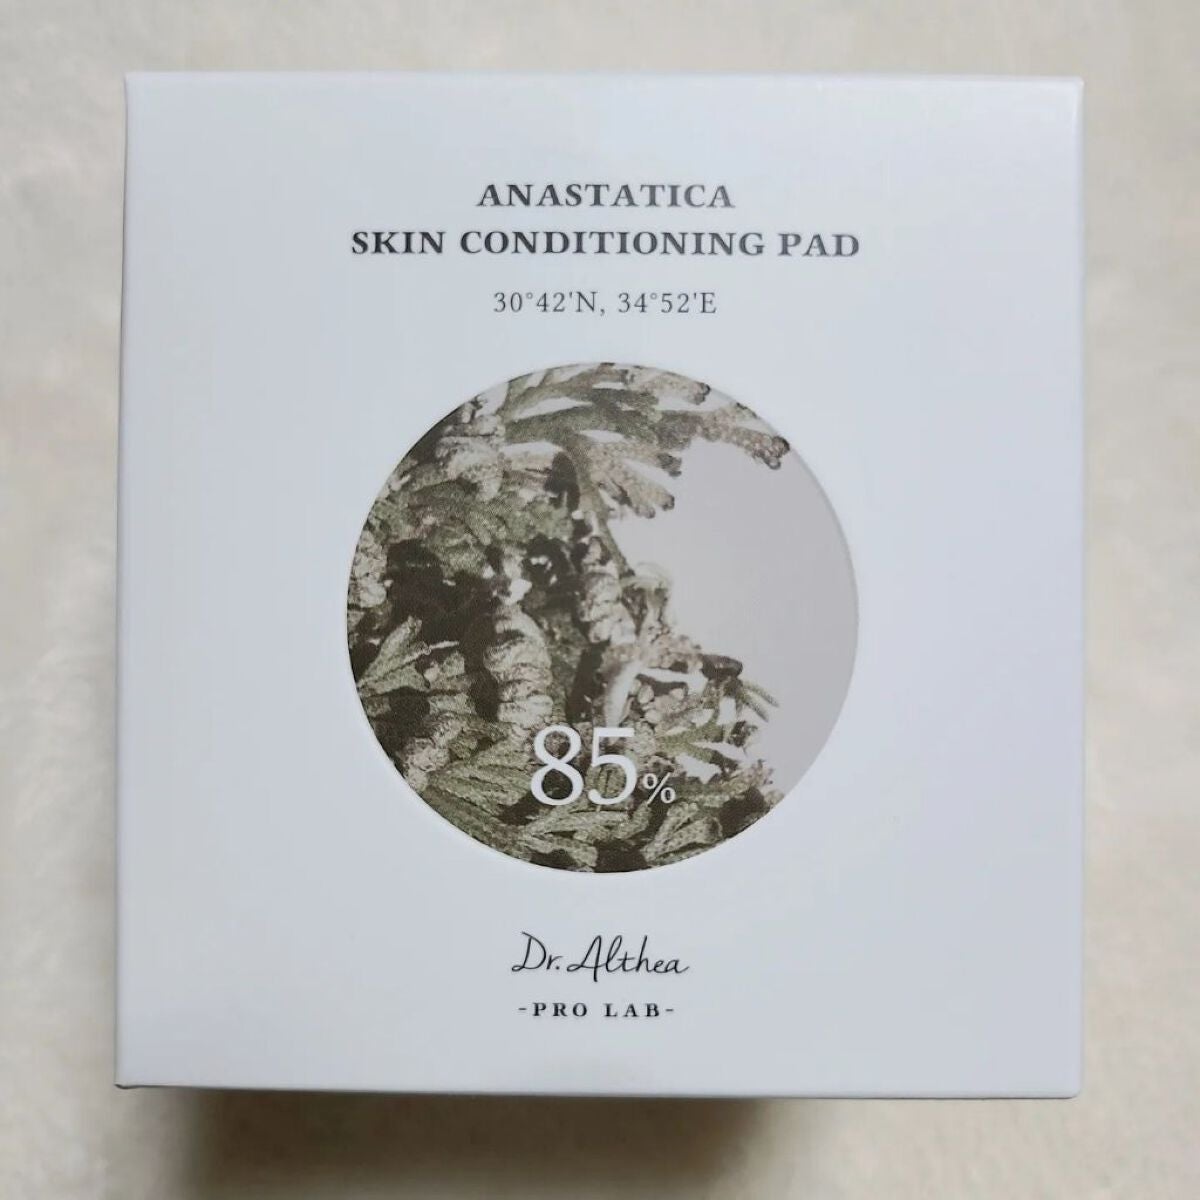 ANASTATICA
SKIN CONDITIONING PAD
30°42'N, 34°52'E
85%
Dr. Althea
-PRO LAB-